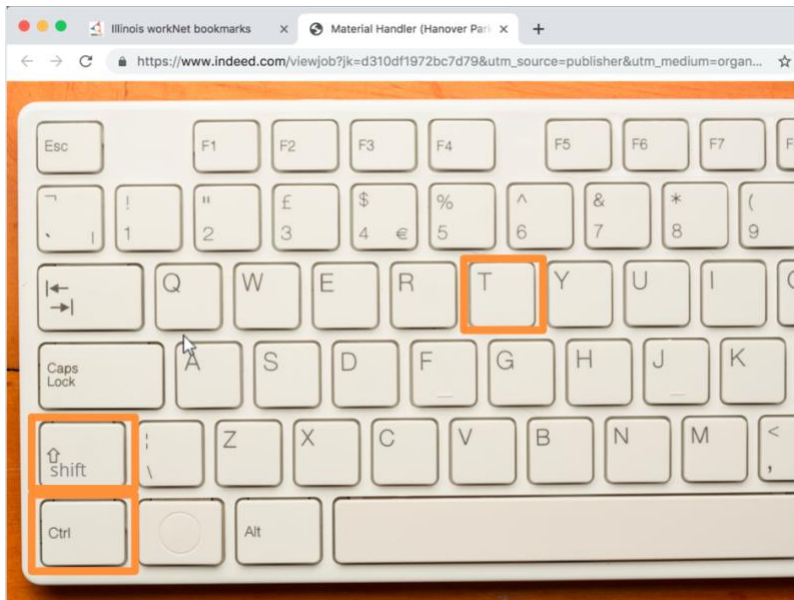 Illinois workNet bookmarks × Material Handler (Hanover Par × +
https://www.indeed.com/viewjob?jk=d310df1972bc7d79&utm_source=publisher&utm_medium=organ...
Esc F1 F2 F3 F4 F5 F6 F7 F
¬ ! " £ $ % ^ & * (
` | 1 2 3 4 € 5 6 7 8 9
Q W E R T Y U I
Caps A S D F G H J K
Lock
shift ¦ \ Z X C V B N M < ,
Ctrl Alt